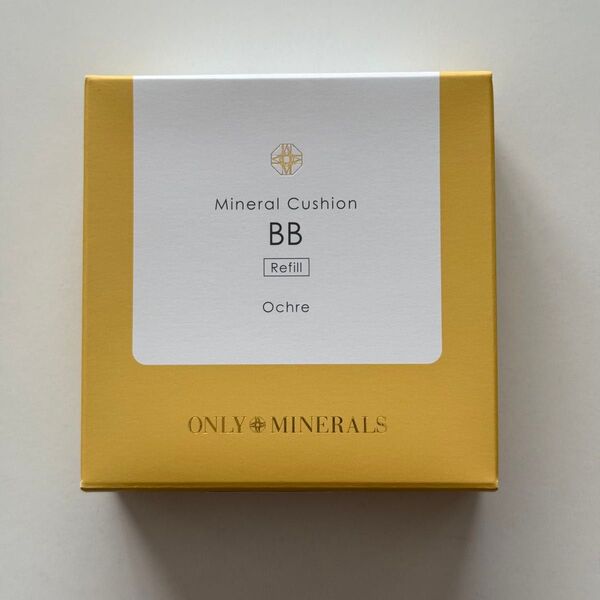 Mineral Cushion
BB
Refill
Ochre
ONLY MINERALS